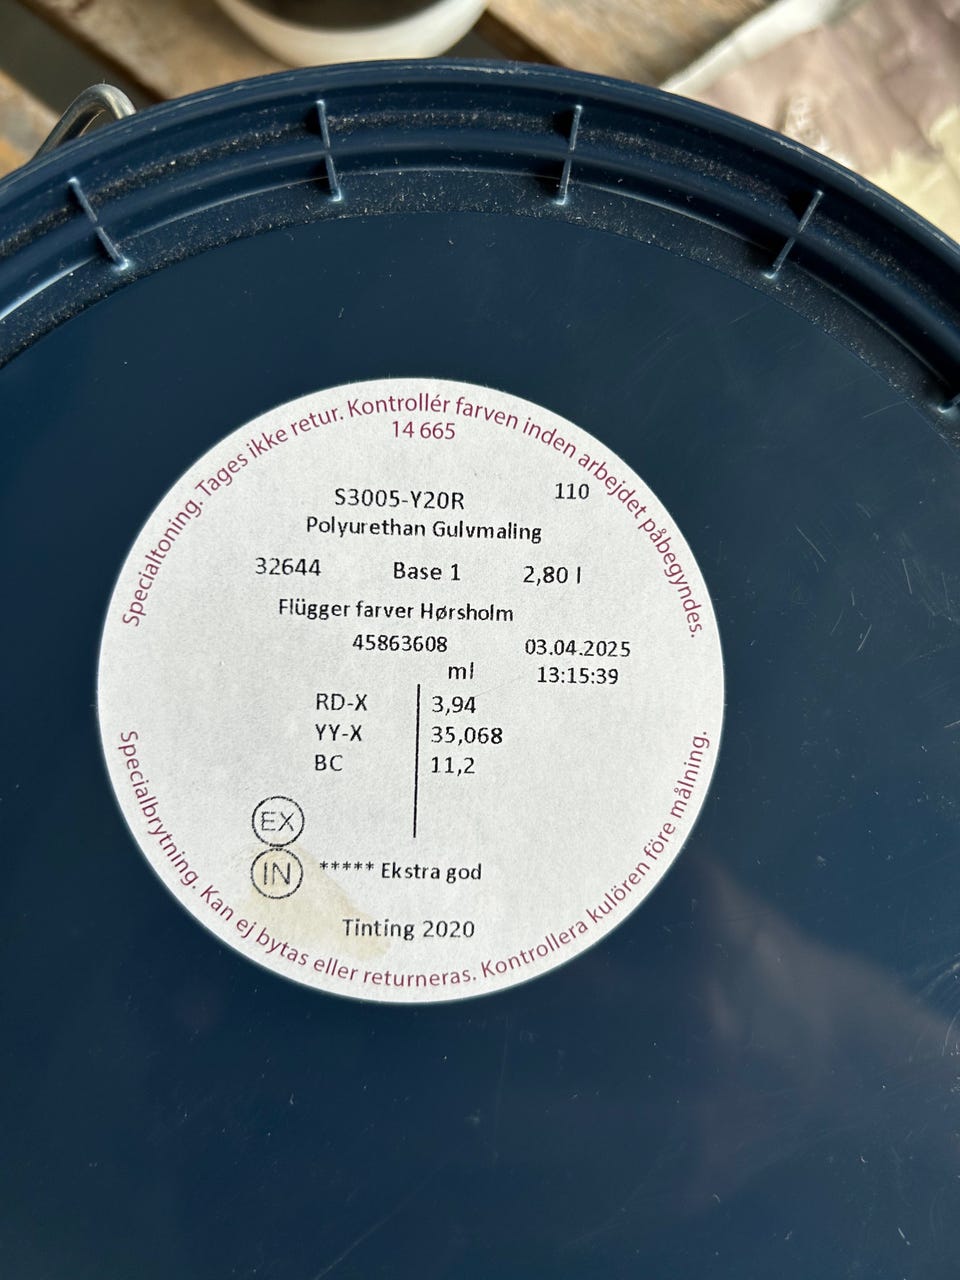 Specialtoning. Tages ikke retur. Kontrollér farven inden arbejdet påbegyndes.
14 665
S3005-Y20R 110
Polyurethan Gulvmaling
32644 Base 1 2,80 l
Flügger farver Hørsholm
45863608 03.04.2025
ml 13:15:39
RD-X 3,94
YY-X 35,068
BC 11,2
EX
IN ***** Ekstra god
Tinting 2020
Specialbrytning. Kan ej bytas eller returneras. Kontrollera kulören före målning.